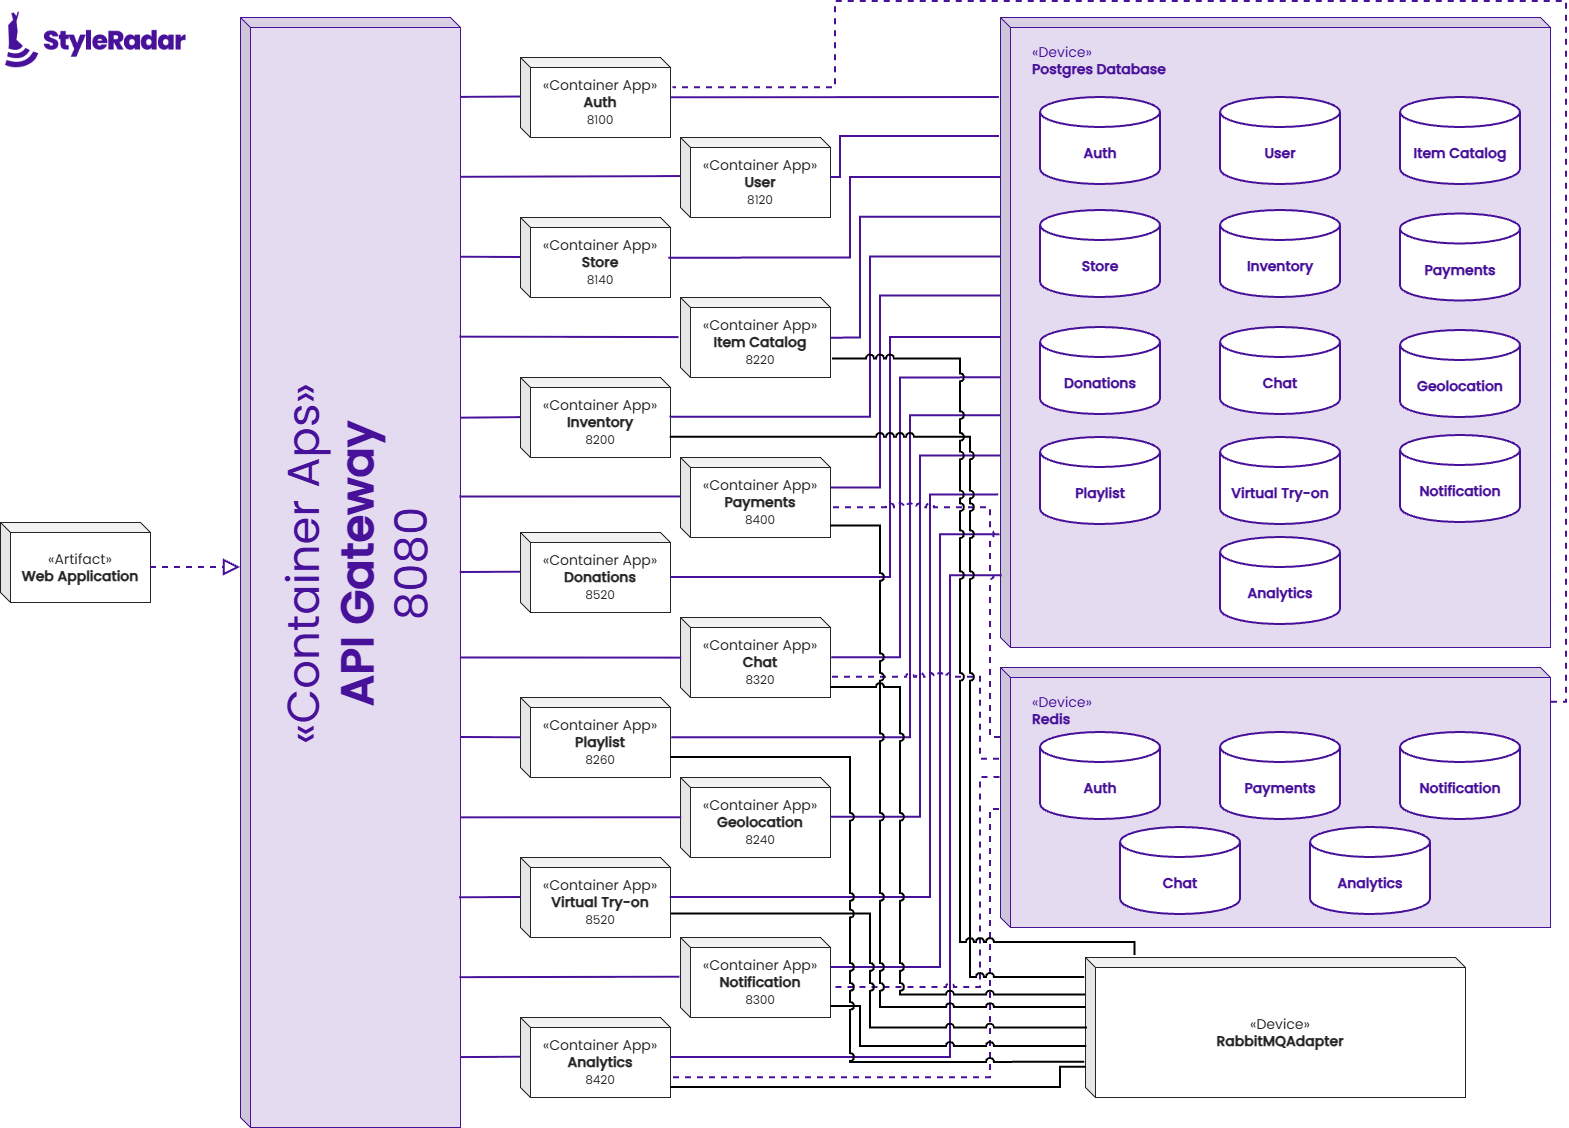 StyleRadar
«Container Aps»
API Gateway
8080
«Artifact»
Web Application
«Container App»
Auth
8100
«Container App»
User
8120
«Container App»
Store
8140
«Container App»
Item Catalog
8220
«Container App»
Inventory
8200
«Container App»
Payments
8400
«Container App»
Donations
8520
«Container App»
Chat
8320
«Container App»
Playlist
8260
«Container App»
Geolocation
8240
«Container App»
Virtual Try-on
8520
«Container App»
Notification
8300
«Container App»
Analytics
8420
«Device»
Postgres Database
Auth
User
Item Catalog
Store
Inventory
Payments
Donations
Chat
Geolocation
Playlist
Virtual Try-on
Notification
Analytics
«Device»
Redis
Auth
Payments
Notification
Chat
Analytics
«Device»
RabbitMQAdapter